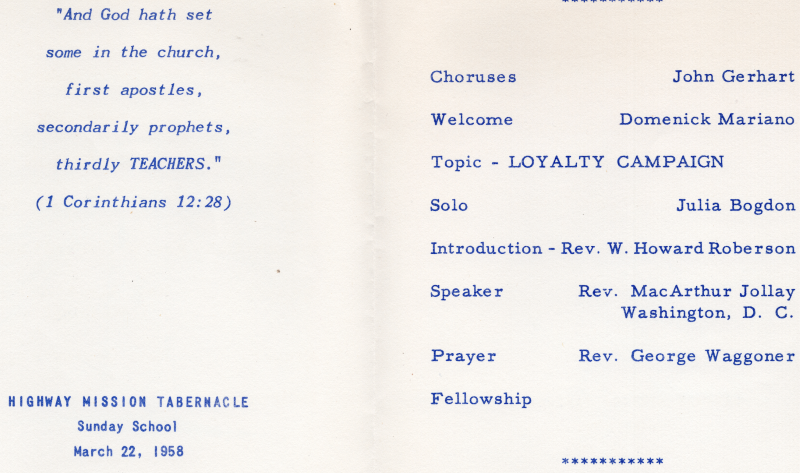 "And God hath set
some in the church,
first apostles,
secondarily prophets,
thirdly TEACHERS."
(1 Corinthians 12:28)
HIGHWAY MISSION TABERNACLE
Sunday School
March 22, 1958
***********
Choruses John Gerhart
Welcome Domenick Mariano
Topic - LOYALTY CAMPAIGN
Solo Julia Bogdon
Introduction - Rev. W. Howard Roberson
Speaker Rev. MacArthur Jollay
Washington, D. C.
Prayer Rev. George Waggoner
Fellowship
***********